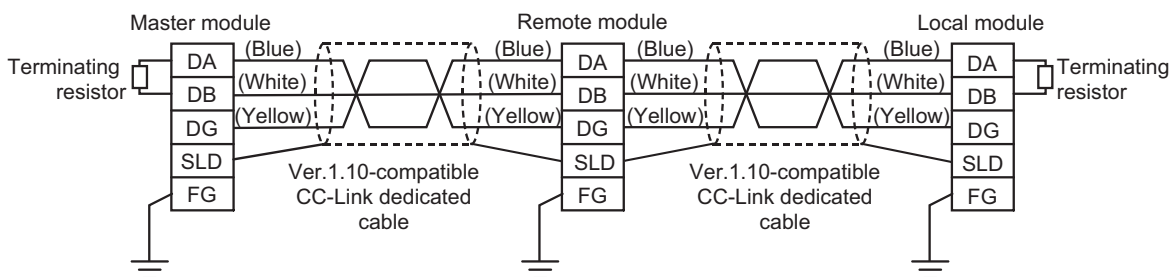 Master module
Remote module
Local module
Terminating
resistor
DA
(Blue)
(Blue)
DA
(Blue)
(Blue)
DA
Terminating
resistor
DB
(White)
(White)
DB
(White)
(White)
DB
DG
(Yellow)
(Yellow)
DG
(Yellow)
(Yellow)
DG
SLD
SLD
SLD
FG
FG
FG
Ver.1.10-compatible
CC-Link dedicated
cable
Ver.1.10-compatible
CC-Link dedicated
cable